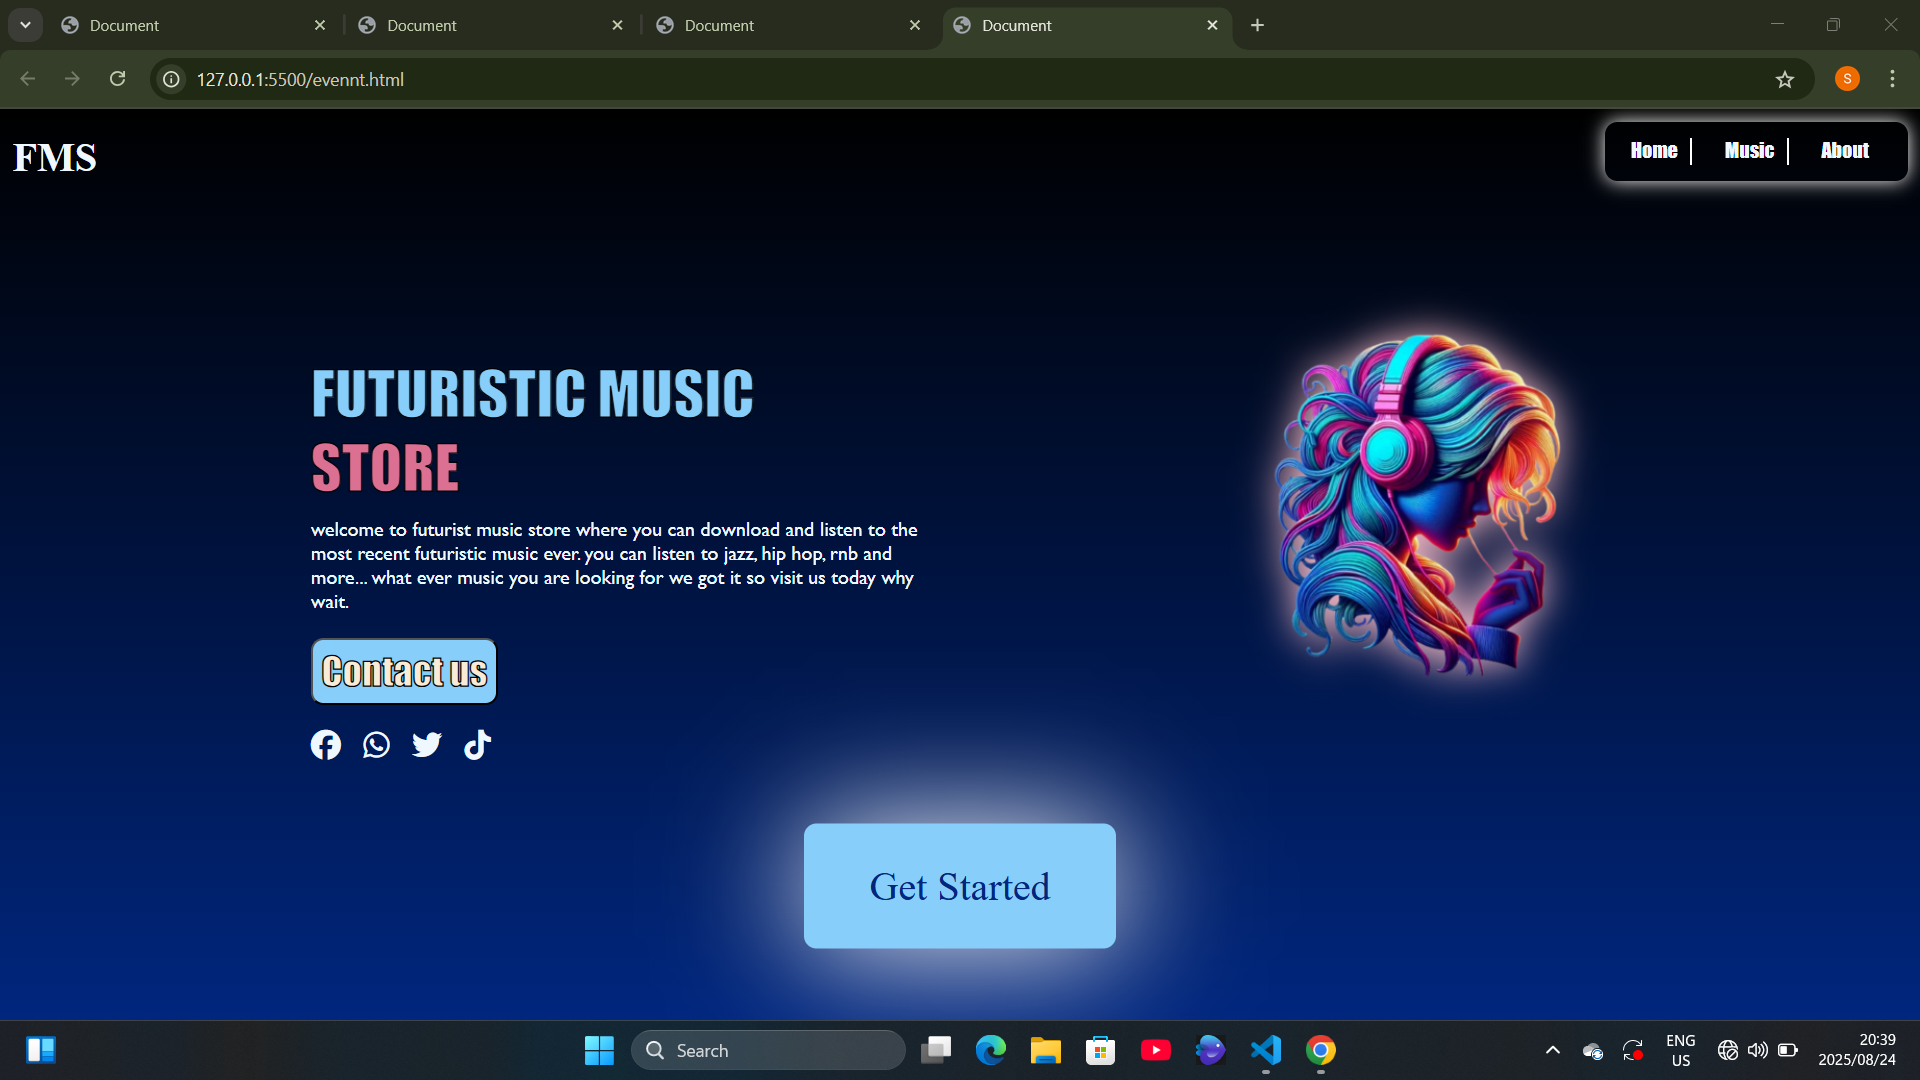 Document
Document
Document
Document
127.0.0.1:5500/evennt.html
S
FMS
Home
Music
About
FUTURISTIC MUSIC
STORE
welcome to futurist music store where you can download and listen to the
most recent futuristic music ever. you can listen to jazz, hip hop, rnb and
more... what ever music you are looking for we got it so visit us today why
wait.
Contact us
Get Started
Search
ENG
US
20:39
2025/08/24